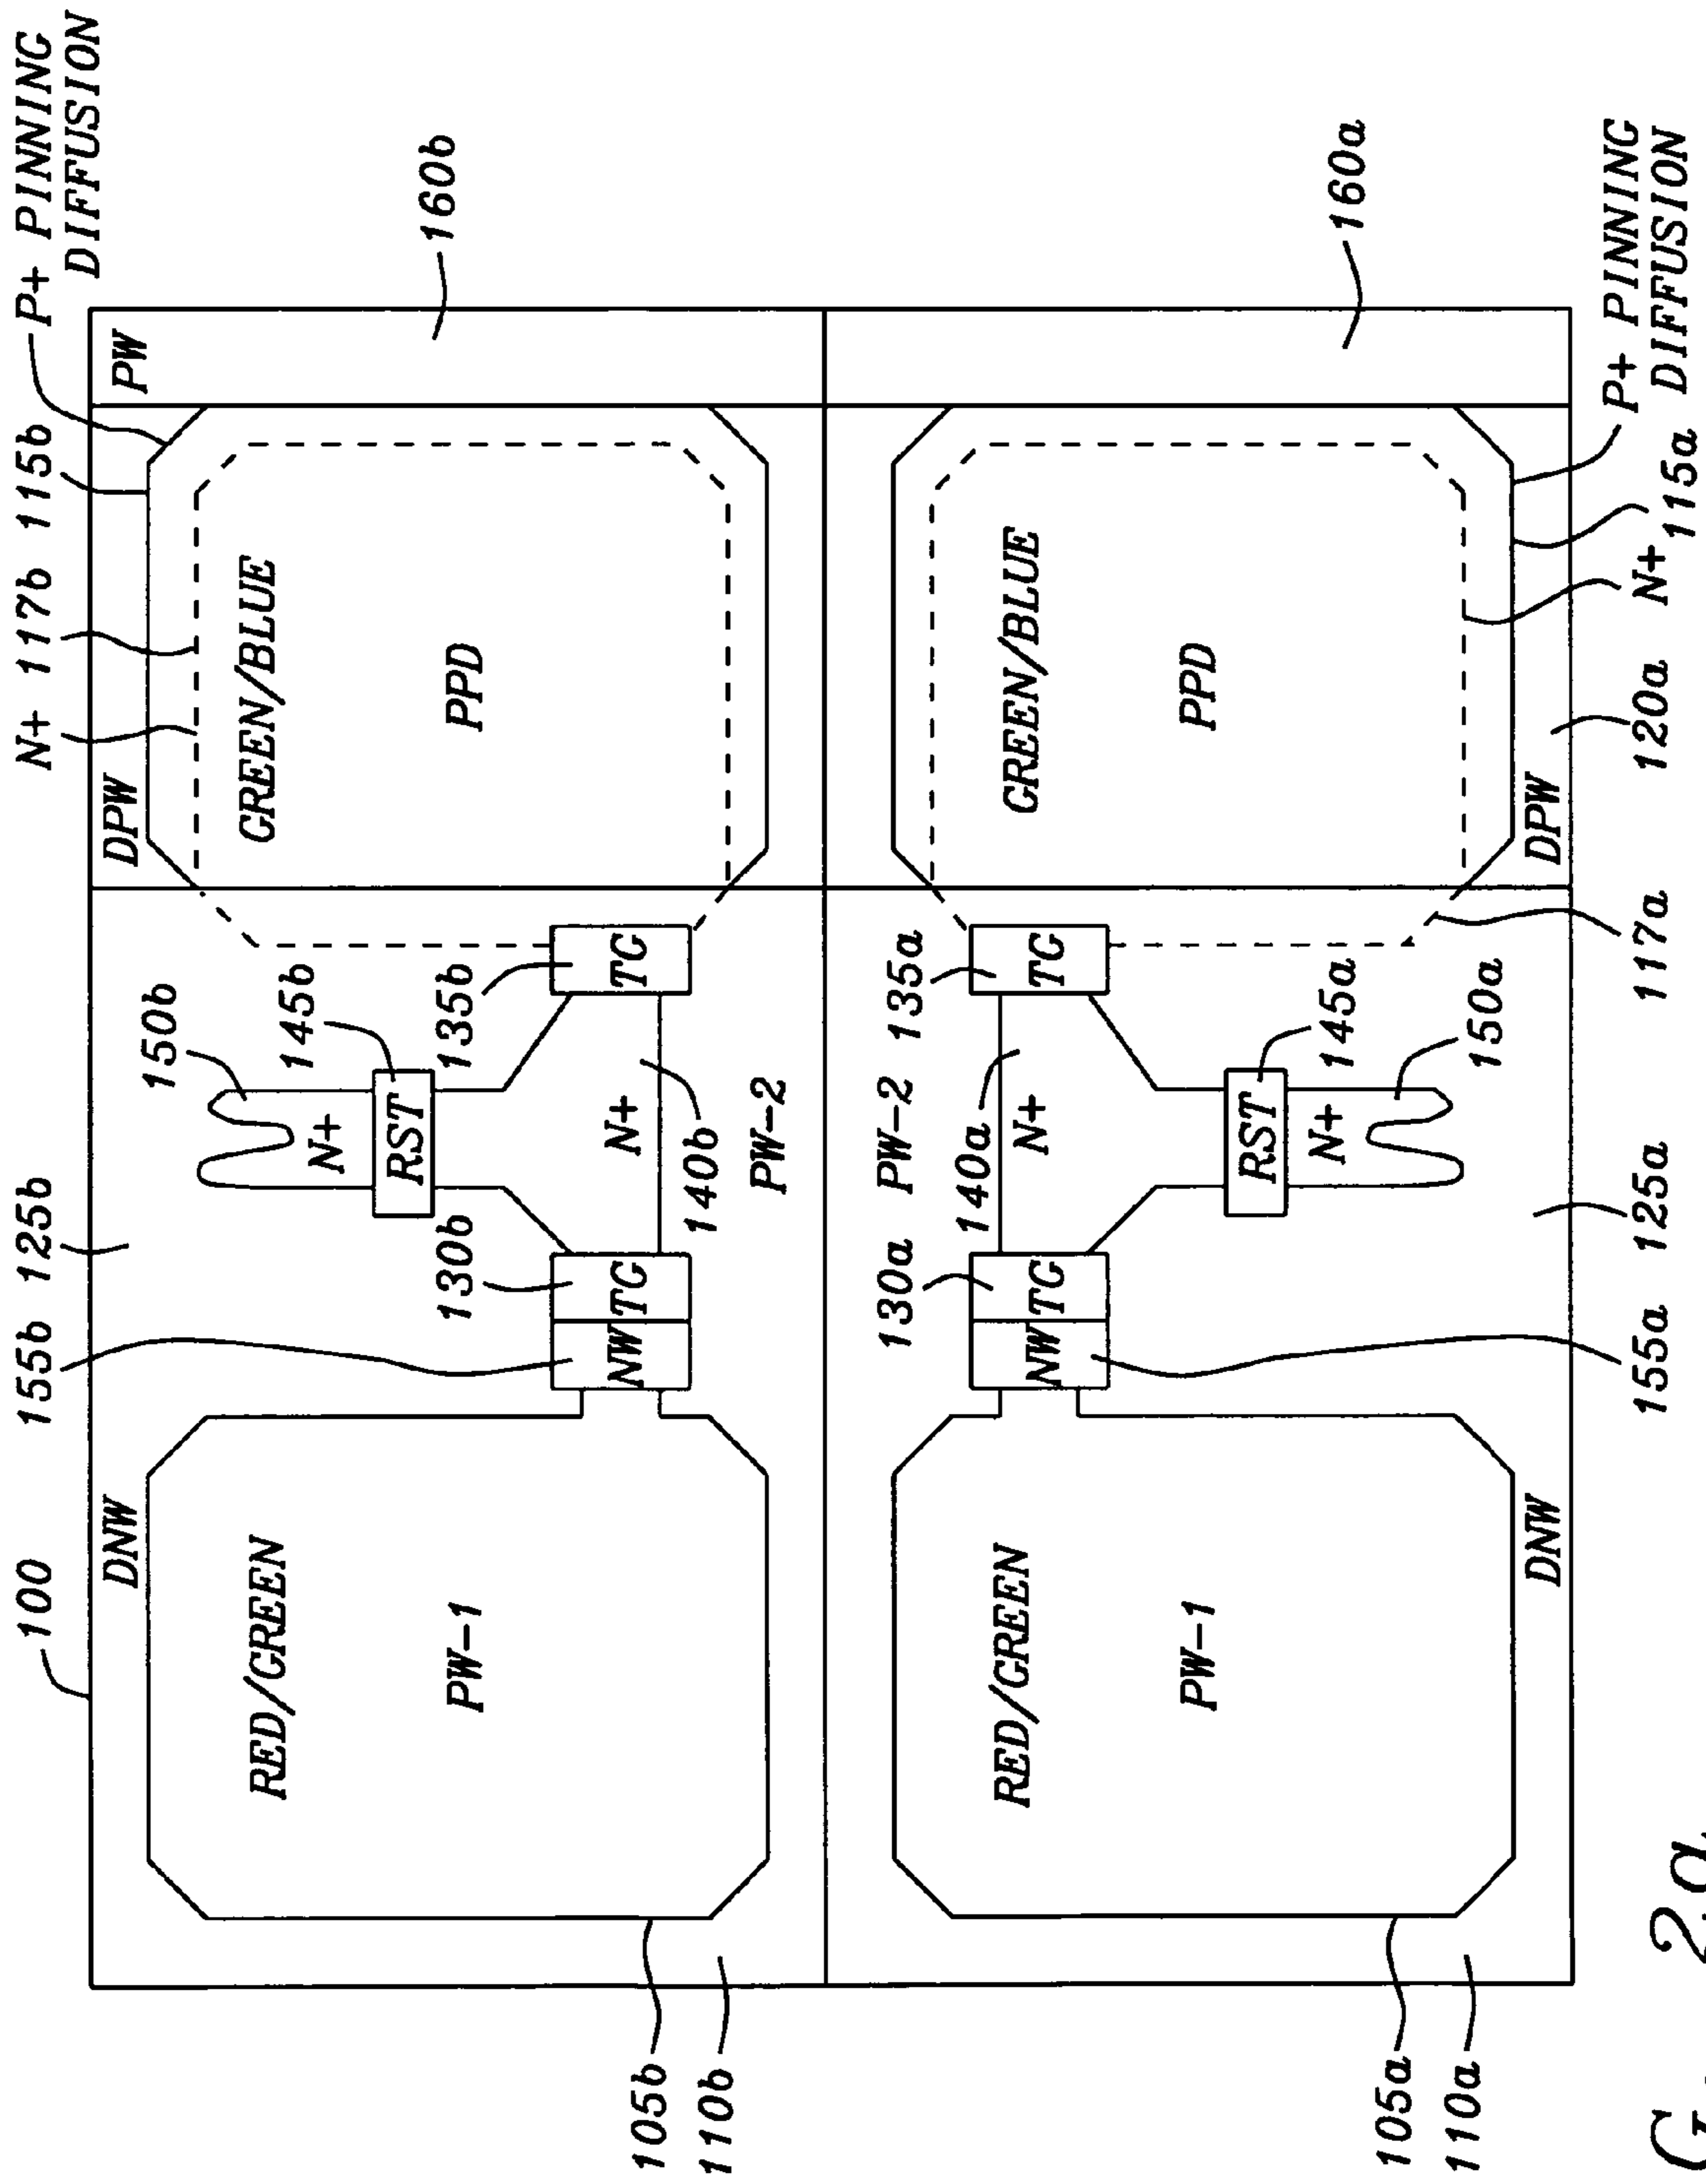 100
155b 125b
N+ 117b 115b P+ PINNING
DIFFUSION
DNW
DPW
PW
150b
RED/GREEN
GREEN/BLUE
145b
N+
RST
135b
130b
160b
PW-1
PPD
NW
TG
N+
TG
105b
140b
110b
PW-2
130a
PW-2
135a
140a
RED/GREEN
NW
TG
N+
TG
GREEN/BLUE
PW-1
PPD
RST
145a
160a
N+
105a
150a
110a
DNW
DPW
155a 125a
117a 120a N+
115a
P+ PINNING
DIFFUSION
G. 2a